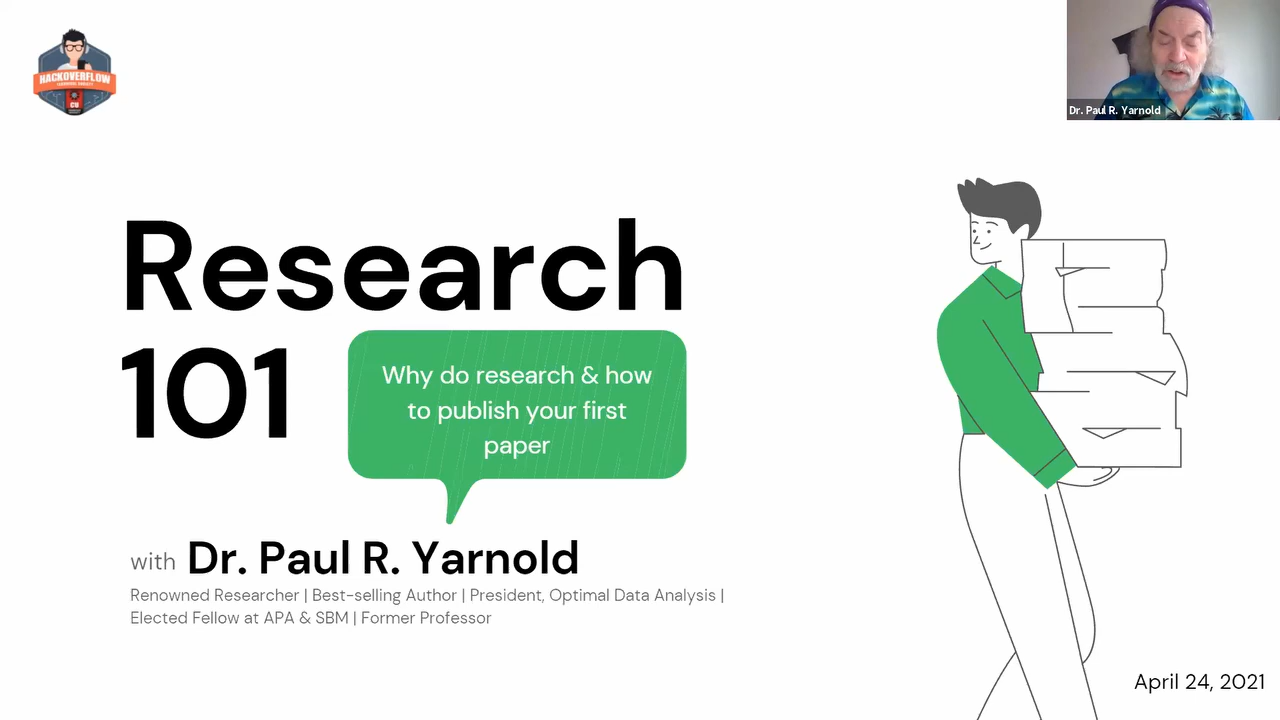 HACKOVERFLOW
CU
Dr. Paul R. Yarnold
Research
101
Why do research & how
to publish your first
paper
with Dr. Paul R. Yarnold
Renowned Researcher | Best-selling Author | President, Optimal Data Analysis |
Elected Fellow at APA & SBM | Former Professor
April 24, 2021